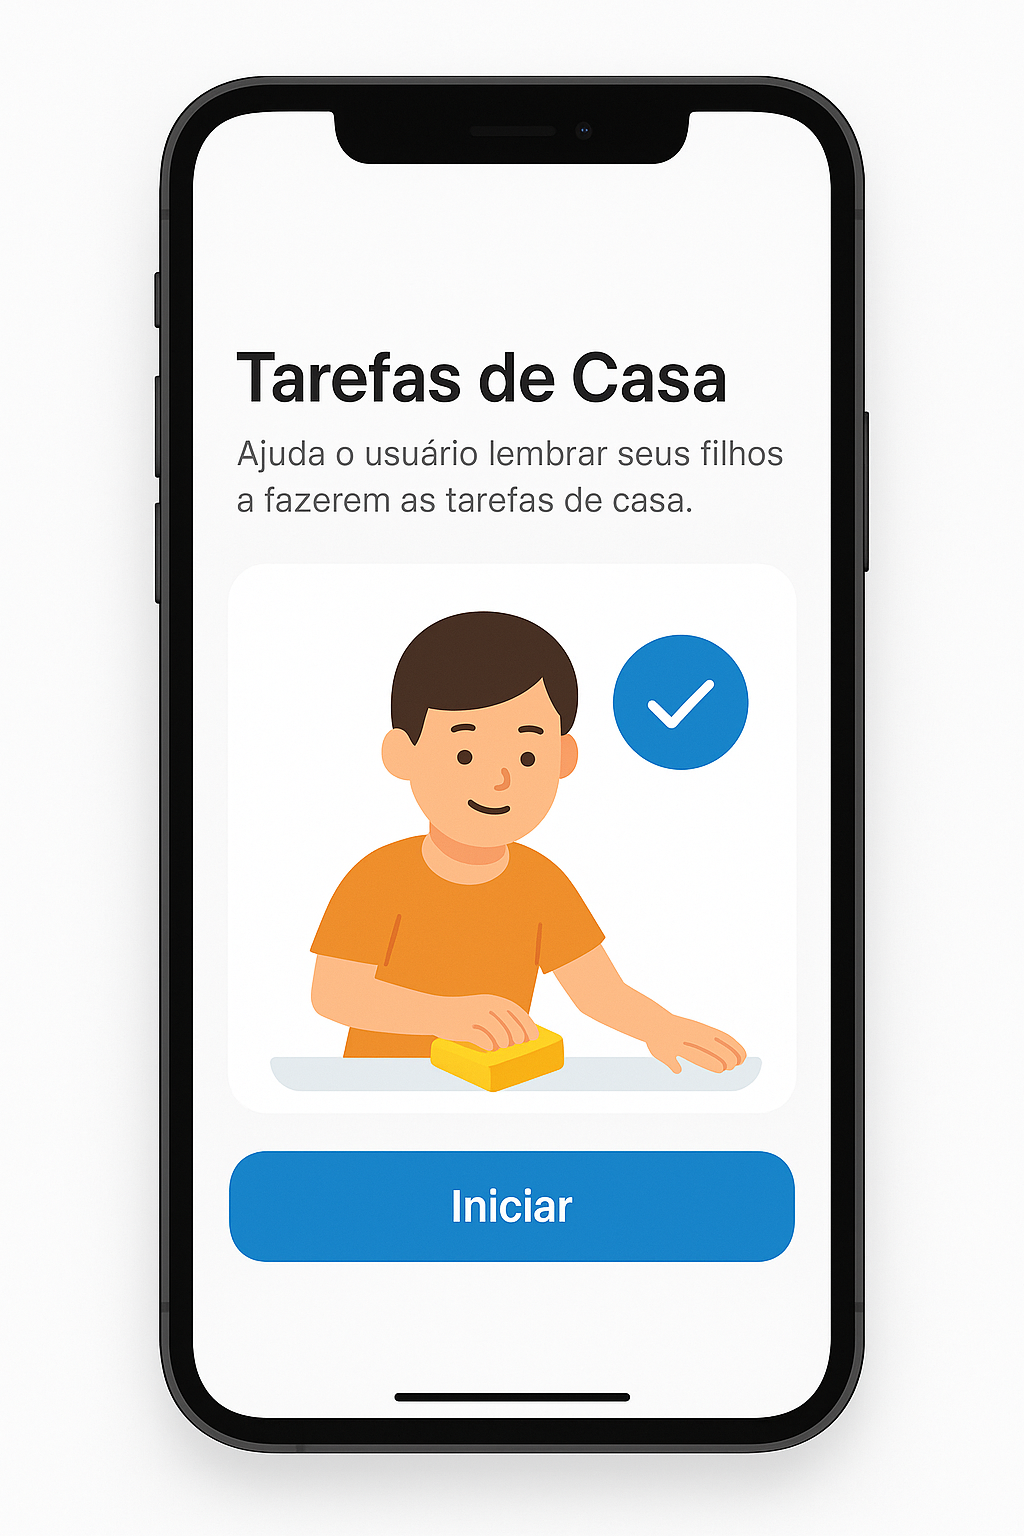 Tarefas de Casa
Ajuda o usuário lembrar seus filhos
a fazerem as tarefas de casa.
Iniciar